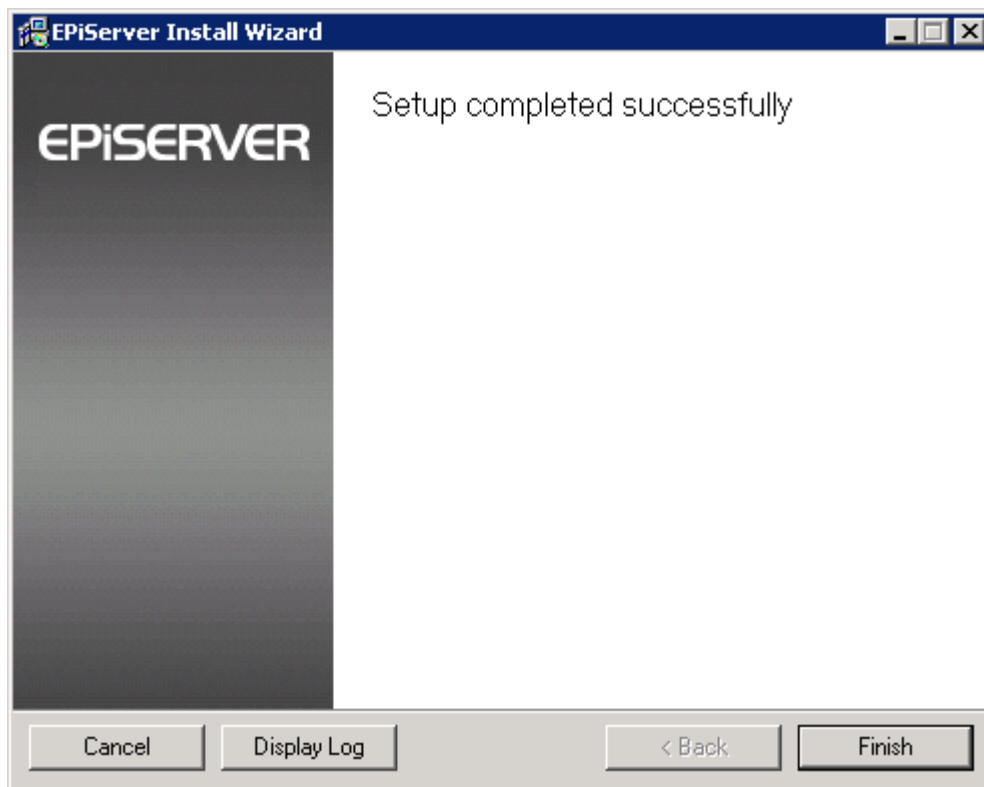 EPiServer Install Wizard
EPiSERVER
Setup completed successfully
Cancel
Display Log
< Back
Finish